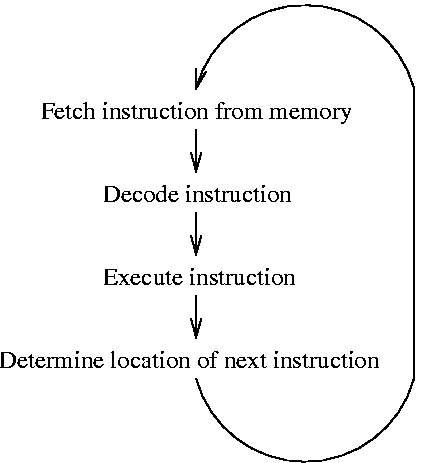 Fetch instruction from memory
Decode instruction
Execute instruction
Determine location of next instruction